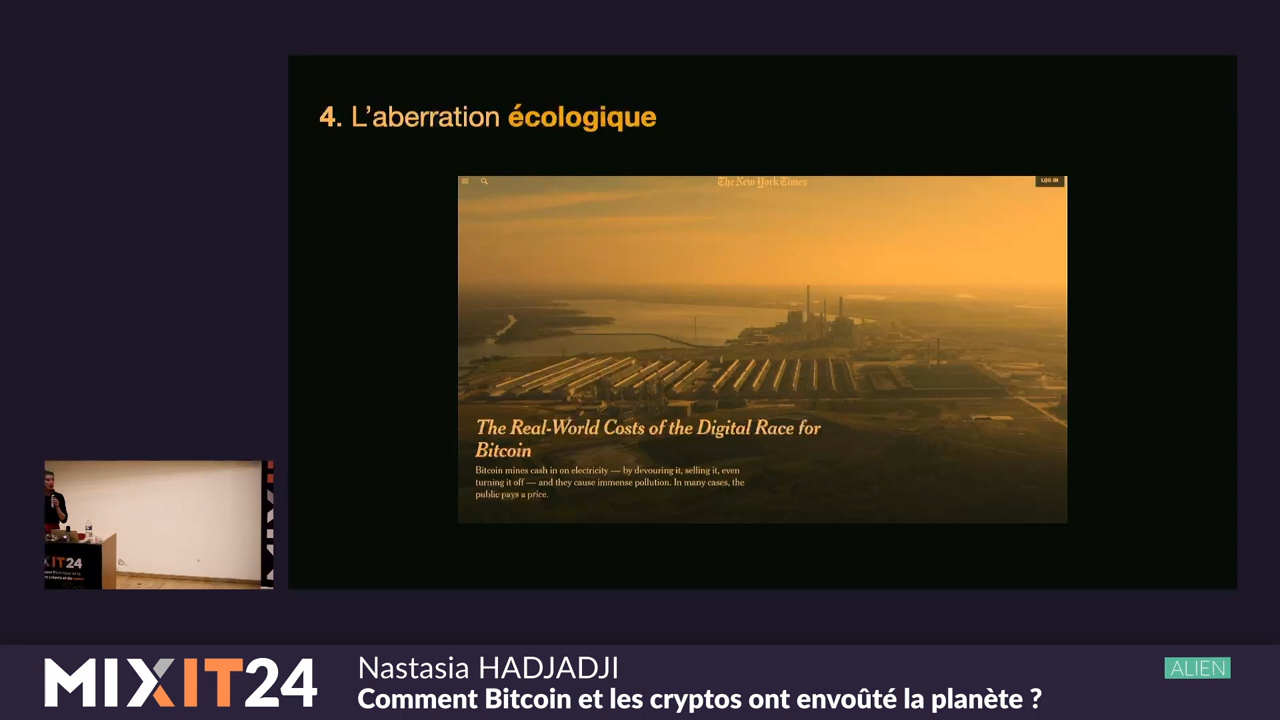 4. L'aberration écologique
The New York Times
LOG IN
The Real-World Costs of the Digital Race for
Bitcoin
Bitcoin mines cash in on electricity — by devouring it, selling it, even
turning it off — and they cause immense pollution. In many cases, the
public pays a price.
XIT24
MIXIT24
Nastasia HADJADJI
Comment Bitcoin et les cryptos ont envoûté la planète ?
ALIEN